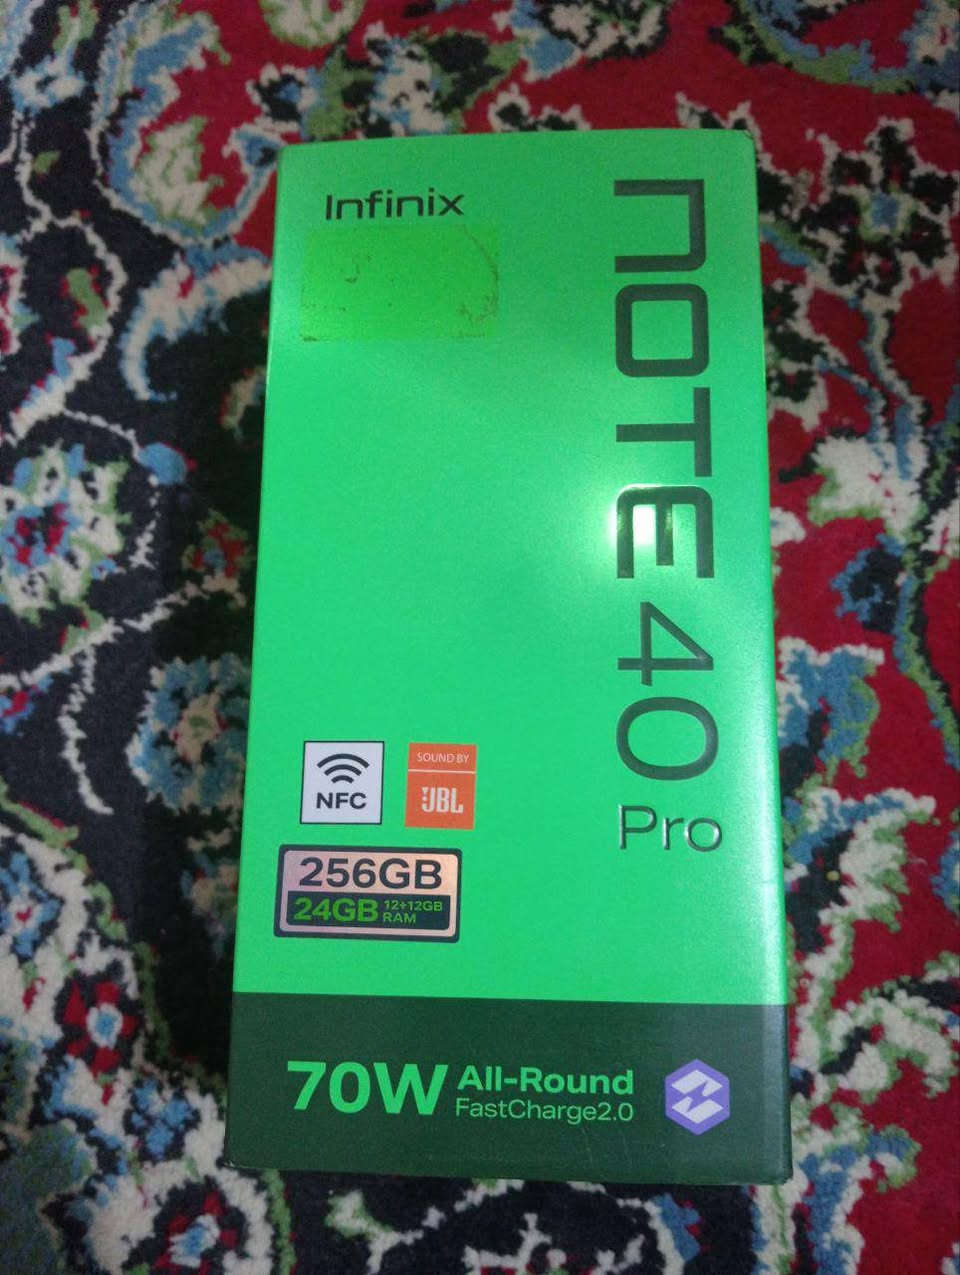 Infinix
NOTE 40
Pro
NFC
SOUND BY
JBL
256GB
24GB 12+12GB
RAM
70W All-Round
FastCharge2.0